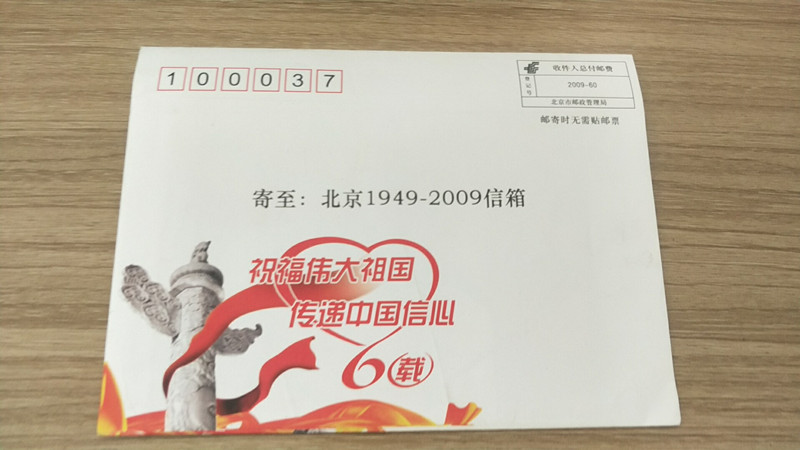 100037
收件人总付邮费
登记号
2009-60
北京市邮政管理局
邮寄时无需贴邮票
寄至：北京1949-2009信箱
祝福伟大祖国
传递中国信心
60载